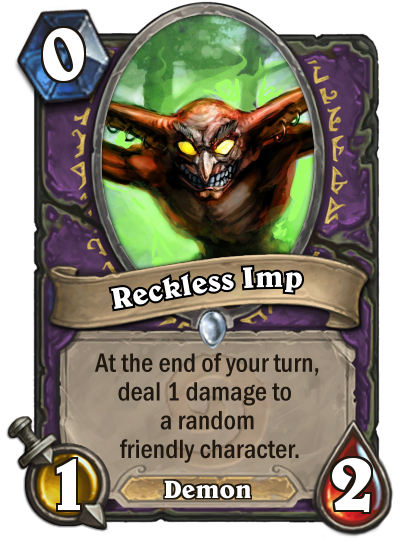 0
Reckless Imp
At the end of your turn,
deal 1 damage to
a random
friendly character.
1
Demon
2